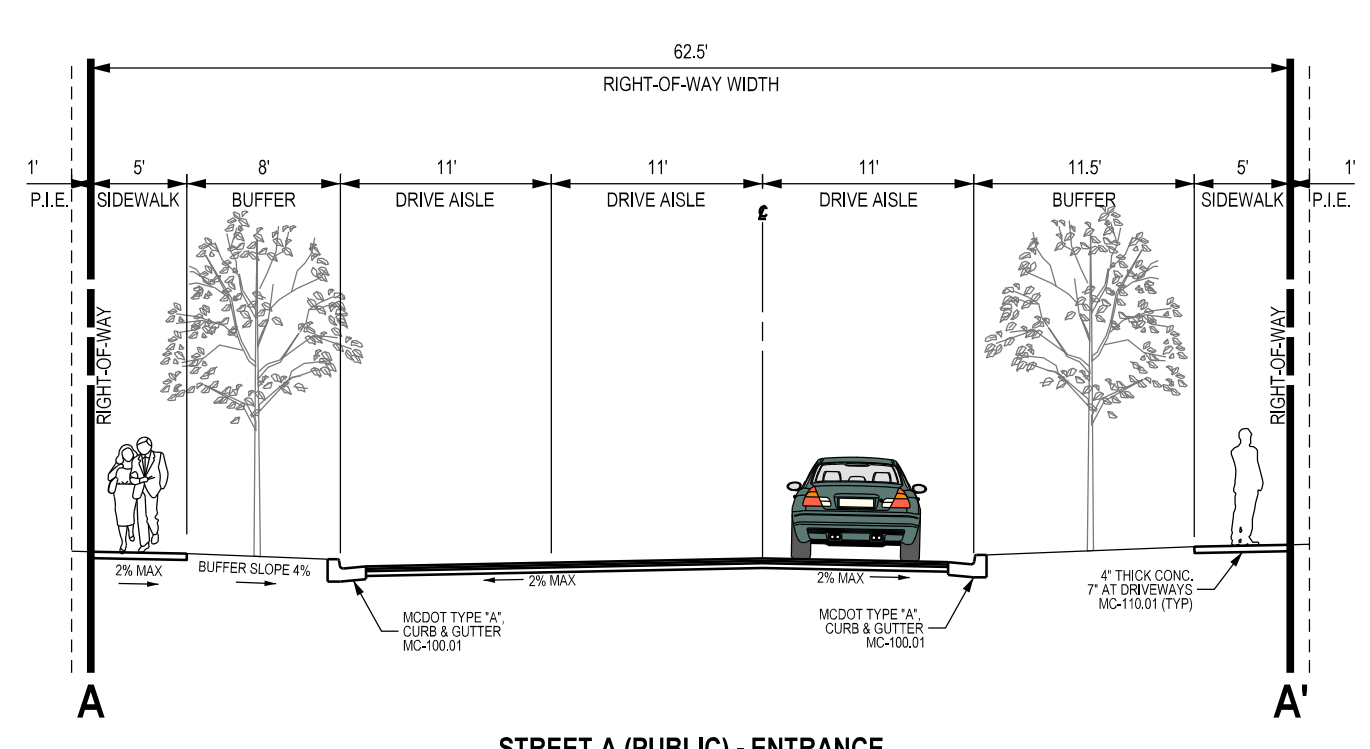 62.5'
RIGHT-OF-WAY WIDTH
1' 5' 8' 11' 11' 11' 11.5' 5' 1'
P.I.E. SIDEWALK BUFFER DRIVE AISLE DRIVE AISLE DRIVE AISLE BUFFER SIDEWALK P.I.E.
℄
RIGHT-OF-WAY
RIGHT-OF-WAY
2% MAX
BUFFER SLOPE 4%
2% MAX
2% MAX
4" THICK CONC.
7" AT DRIVEWAYS
MC-110.01 (TYP)
MCDOT TYPE "A",
CURB & GUTTER
MC-100.01
MCDOT TYPE "A",
CURB & GUTTER
MC-100.01
A A'
STREET A (PUBLIC) - ENTRANCE